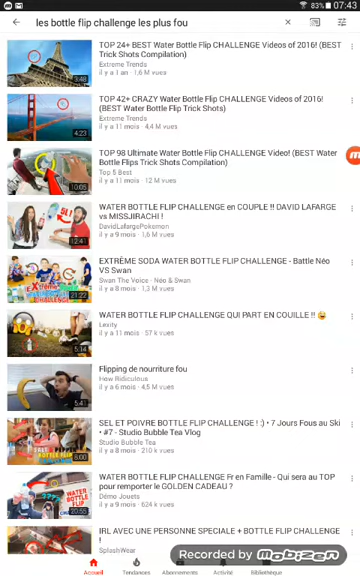 83% 07:43
les bottle flip challenge les plus fou
TOP 24+ BEST Water Bottle Flip CHALLENGE Videos of 2016! (BEST
Trick Shots Compilation)
Extreme Trends
il y a 1 an · 1,6 M vues
3:48
TOP 42+ CRAZY Water Bottle Flip CHALLENGE Videos of 2016!
(BEST Water Bottle Flip Trick Shots)
Extreme Trends
il y a 11 mois · 4,4 M vues
4:23
TOP 98 Ultimate Water Bottle Flip CHALLENGE Video! (BEST Water
Bottle Flips Trick Shots Compilation)
Top 5 Best
il y a 11 mois · 12 M vues
10:05
WATER BOTTLE FLIP CHALLENGE en COUPLE !! DAVID LAFARGE
vs MISSJIRACHI !
DavidLafargePokemon
il y a 9 mois · 1,6 M vues
12:41
EXTRÊME SODA WATER BOTTLE FLIP CHALLENGE - Battle Néo
VS Swan
Swan The Voice - Néo & Swan
il y a 8 mois · 1,3 M vues
21:22
WATER BOTTLE FLIP CHALLENGE QUI PART EN COUILLE !! 😜
Lexity
il y a 11 mois · 57 k vues
5:14
Flipping de nourriture fou
How Ridiculous
il y a 6 mois · 4,5 M vues
5:41
SEL ET POIVRE BOTTLE FLIP CHALLENGE ! :) • 7 Jours Fous au Ski
• #7 - Studio Bubble Tea Vlog
Studio Bubble Tea
il y a 8 mois · 210 k vues
6:00
WATER BOTTLE FLIP CHALLENGE Fr en Famille - Qui sera au TOP
pour remporter le GOLDEN CADEAU ?
Démo Jouets
il y a 9 mois · 624 k vues
20:55
IRL AVEC UNE PERSONNE SPECIALE + BOTTLE FLIP CHALLENGE
!
SplashWear
Recorded by Mobizen
Accueil Tendances Abonnements Activité Bibliothèque